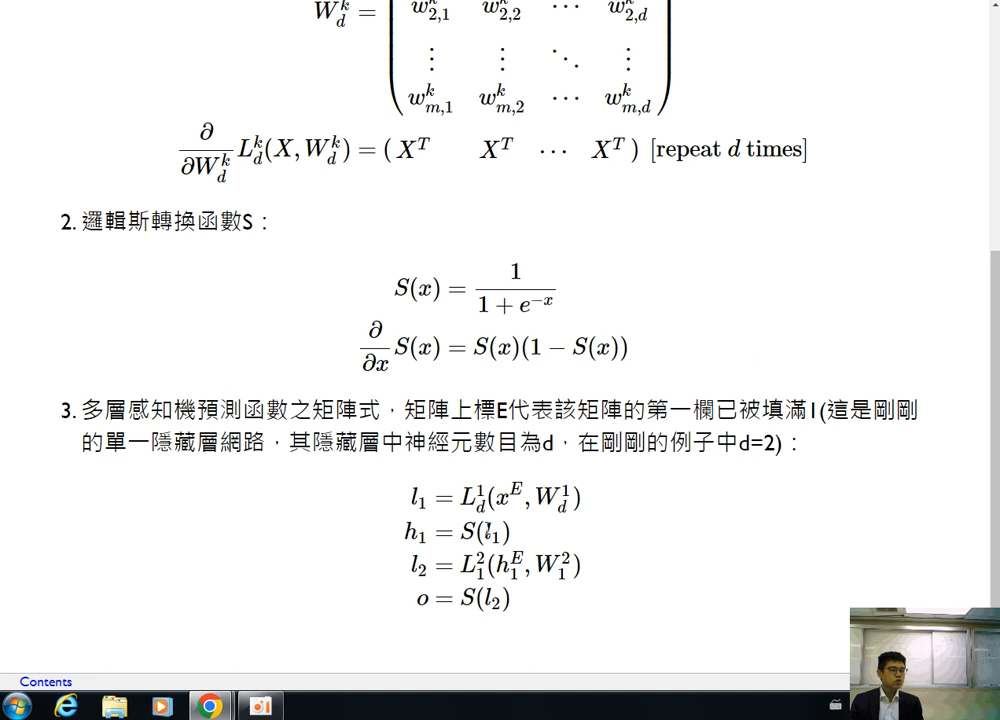 W_d^k = ( w_{2,1}^k w_{2,2}^k ⋯ w_{2,d}^k
⋮ ⋮ ⋱ ⋮
w_{m,1}^k w_{m,2}^k ⋯ w_{m,d}^k )
∂/∂W_d^k L_d^k(X, W_d^k) = ( X^T X^T ⋯ X^T ) [repeat d times]
2. 邏輯斯轉換函數S：
S(x) = 1/(1 + e^{−x})
∂/∂x S(x) = S(x)(1 − S(x))
3. 多層感知機預測函數之矩陣式，矩陣上標E代表該矩陣的第一欄已被填滿1(這是剛剛
的單一隱藏層網路，其隱藏層中神經元數目為d，在剛剛的例子中d=2)：
l_1 = L_d^1(x^E, W_d^1)
h_1 = S(l_1)
l_2 = L_1^2(h_1^E, W_1^2)
o = S(l_2)
Contents